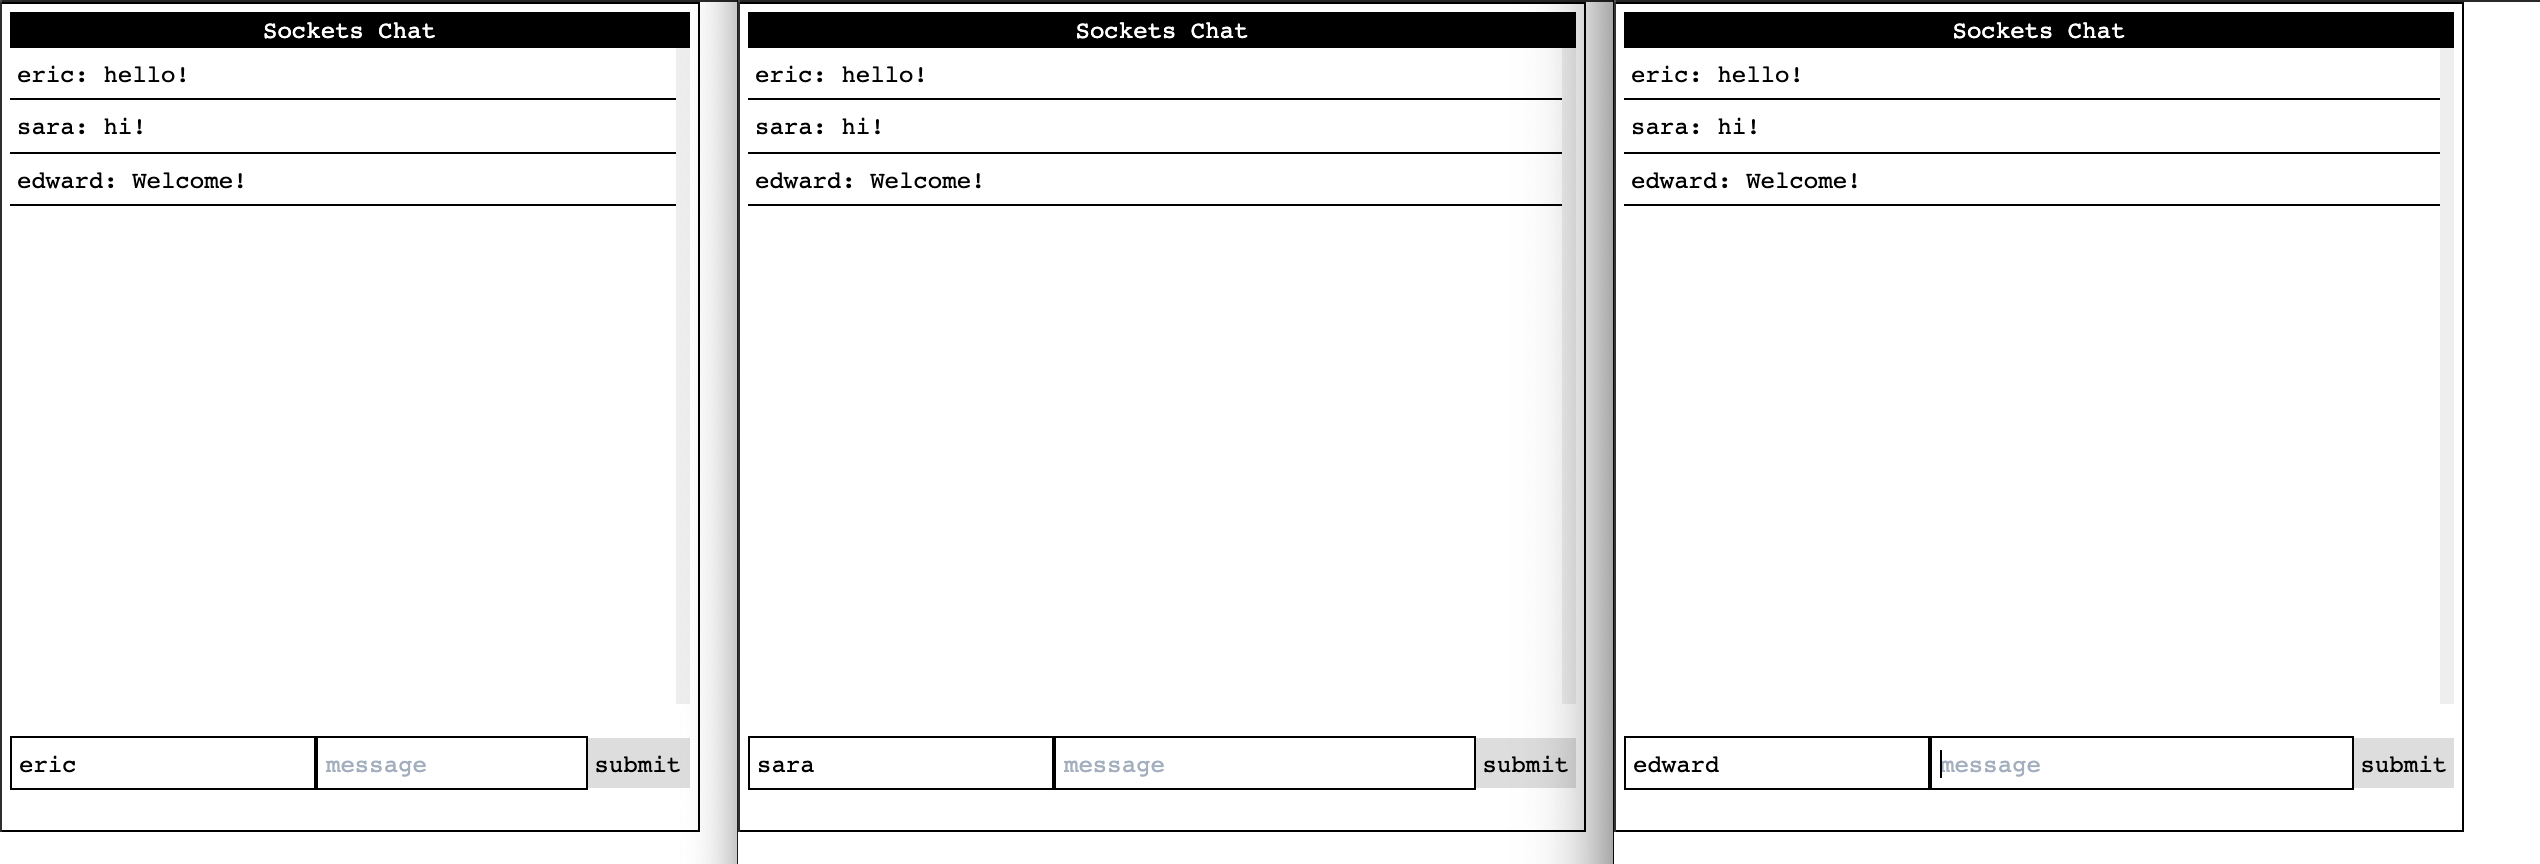 Sockets Chat
eric: hello!
sara: hi!
edward: Welcome!
eric message submit
Sockets Chat
eric: hello!
sara: hi!
edward: Welcome!
sara message submit
Sockets Chat
eric: hello!
sara: hi!
edward: Welcome!
edward message submit